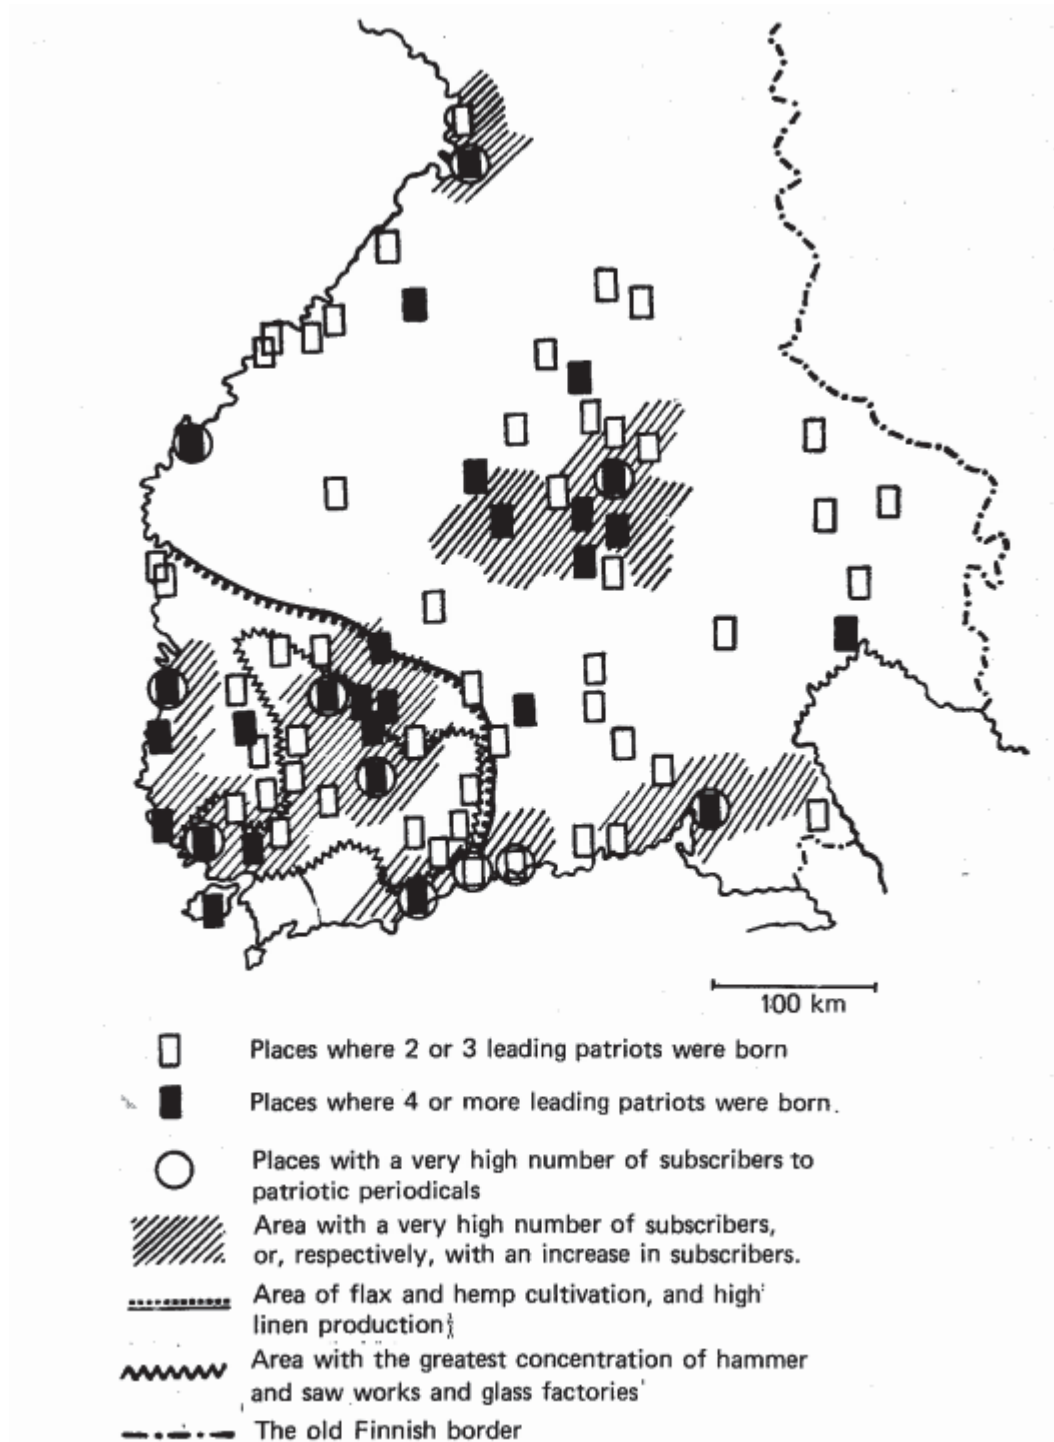 100 km
Places where 2 or 3 leading patriots were born
Places where 4 or more leading patriots were born.
Places with a very high number of subscribers to
patriotic periodicals
Area with a very high number of subscribers,
or, respectively, with an increase in subscribers.
Area of flax and hemp cultivation, and high
linen production
Area with the greatest concentration of hammer
and saw works and glass factories
The old Finnish border